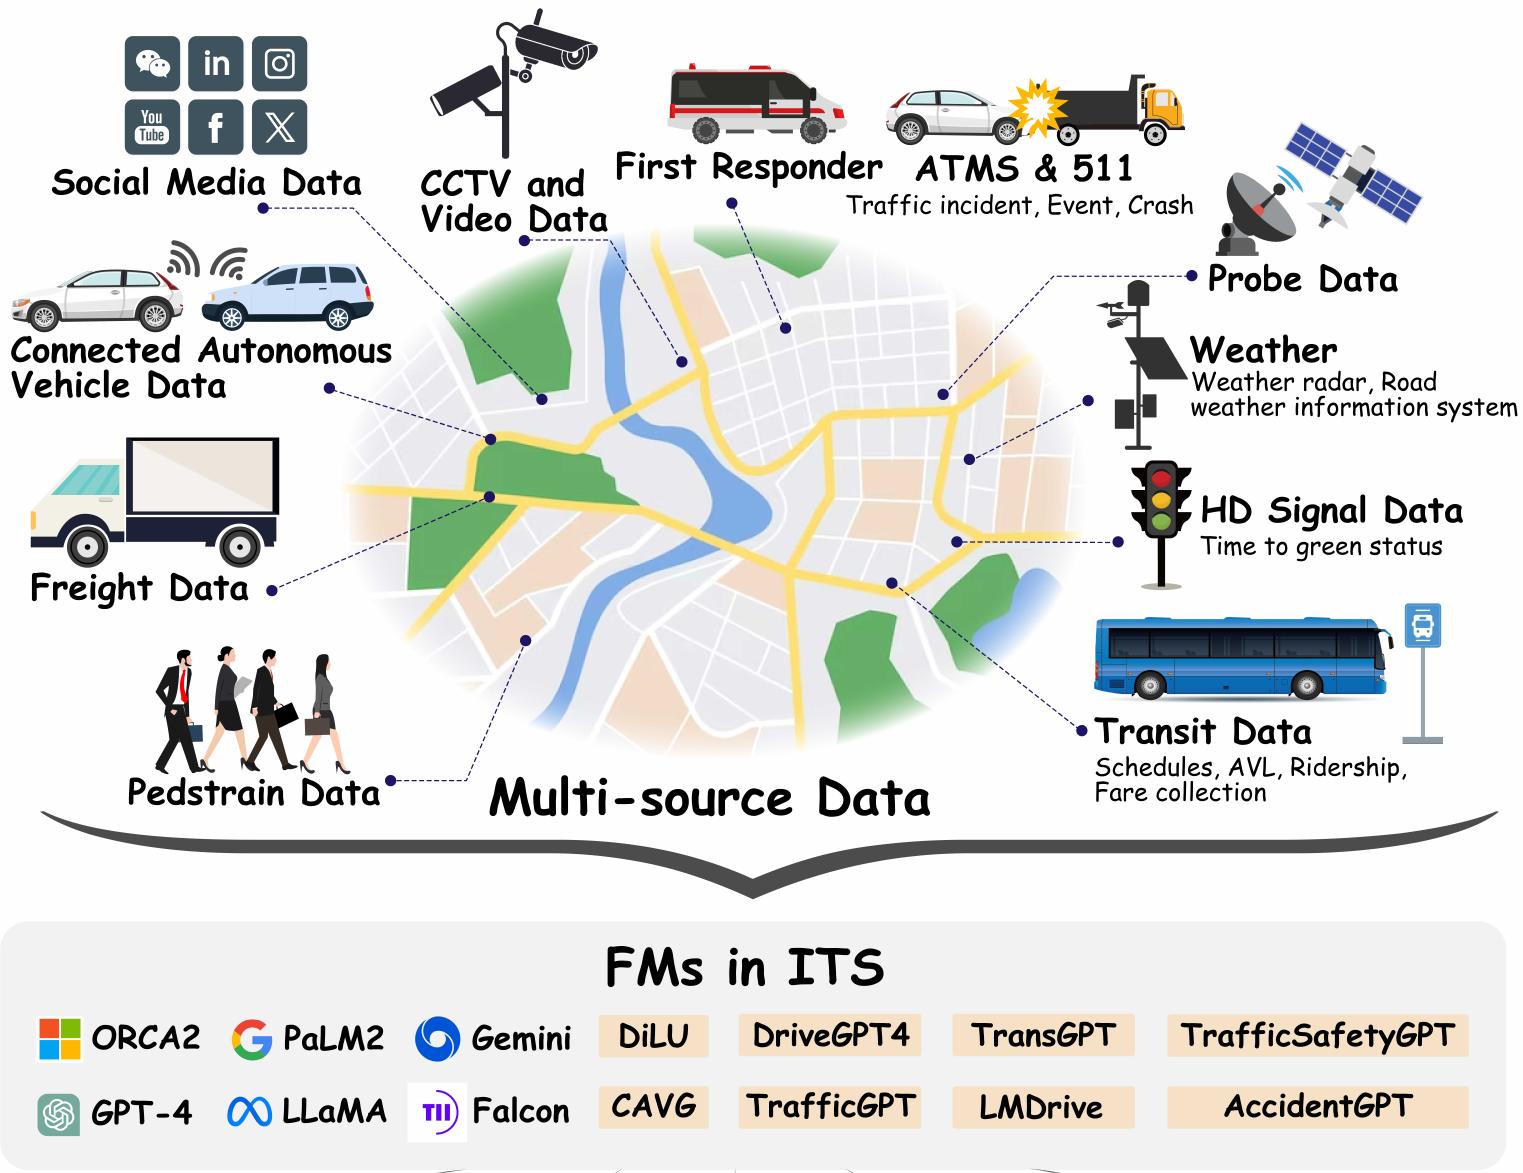 in
You
Tube
f
X
Social Media Data
CCTV and
Video Data
First Responder
ATMS & 511
Traffic incident, Event, Crash
Probe Data
Connected Autonomous
Vehicle Data
Weather
Weather radar, Road
weather information system
HD Signal Data
Time to green status
Freight Data
Transit Data
Schedules, AVL, Ridership,
Fare collection
Pedstrain Data
Multi-source Data
FMs in ITS
ORCA2
G
PaLM2
Gemini
DiLU
DriveGPT4
TransGPT
TrafficSafetyGPT
GPT-4
LLaMA
TII
Falcon
CAVG
TrafficGPT
LMDrive
AccidentGPT